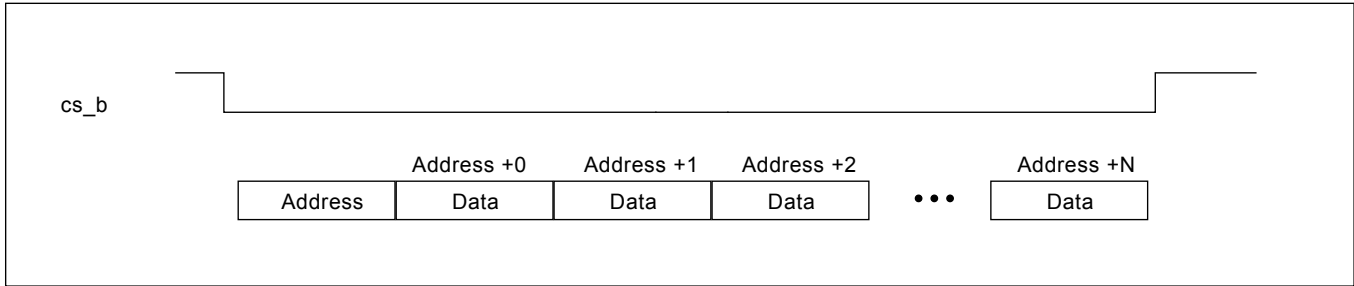 cs_b
Address +0 Address +1 Address +2 Address +N
Address Data Data Data ••• Data